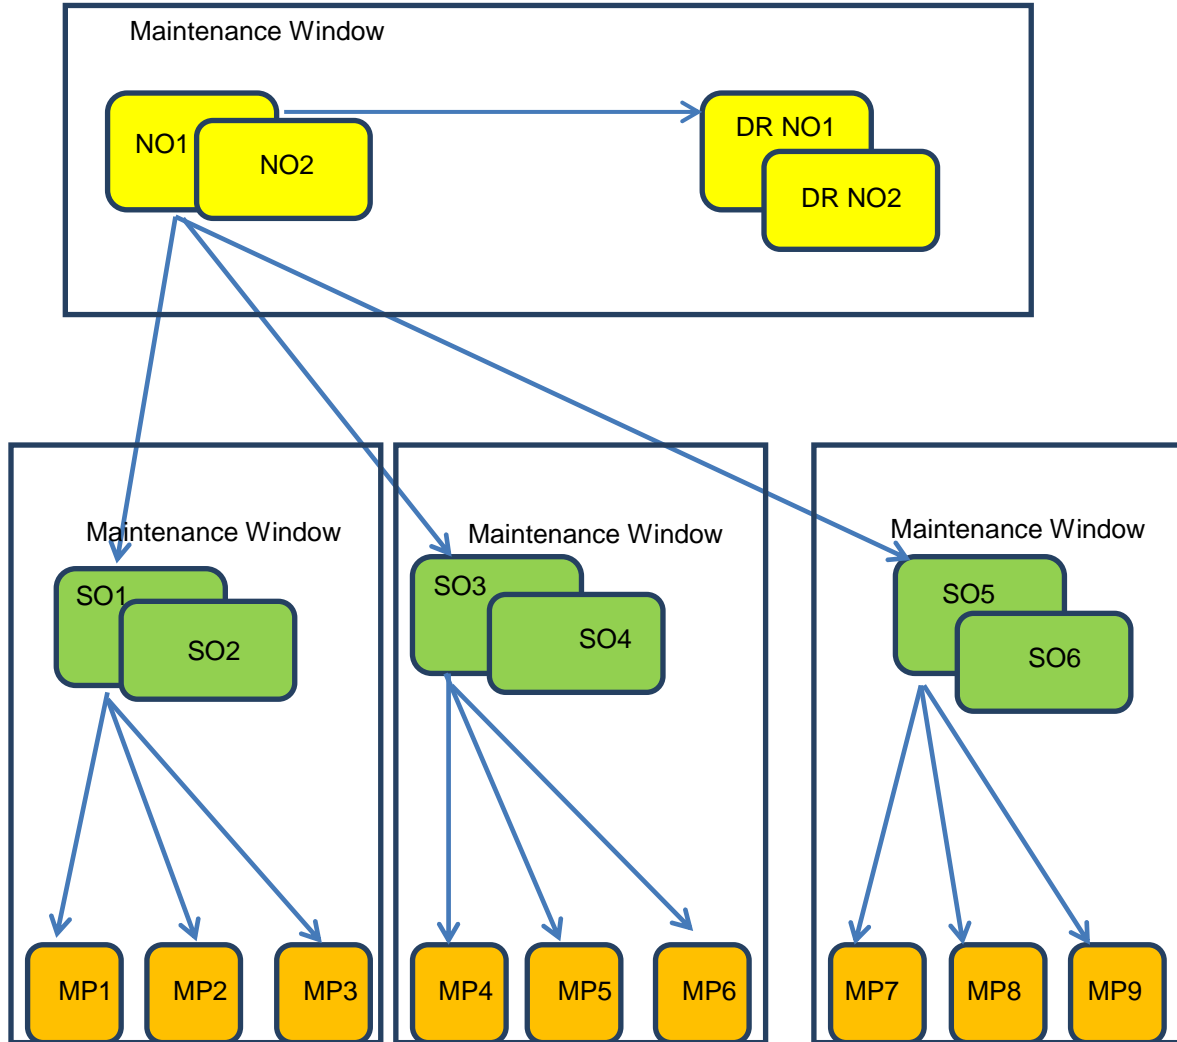 Maintenance Window
NO1
NO2
DR NO1
DR NO2
Maintenance Window
SO1
SO2
Maintenance Window
SO3
SO4
Maintenance Window
SO5
SO6
MP1
MP2
MP3
MP4
MP5
MP6
MP7
MP8
MP9